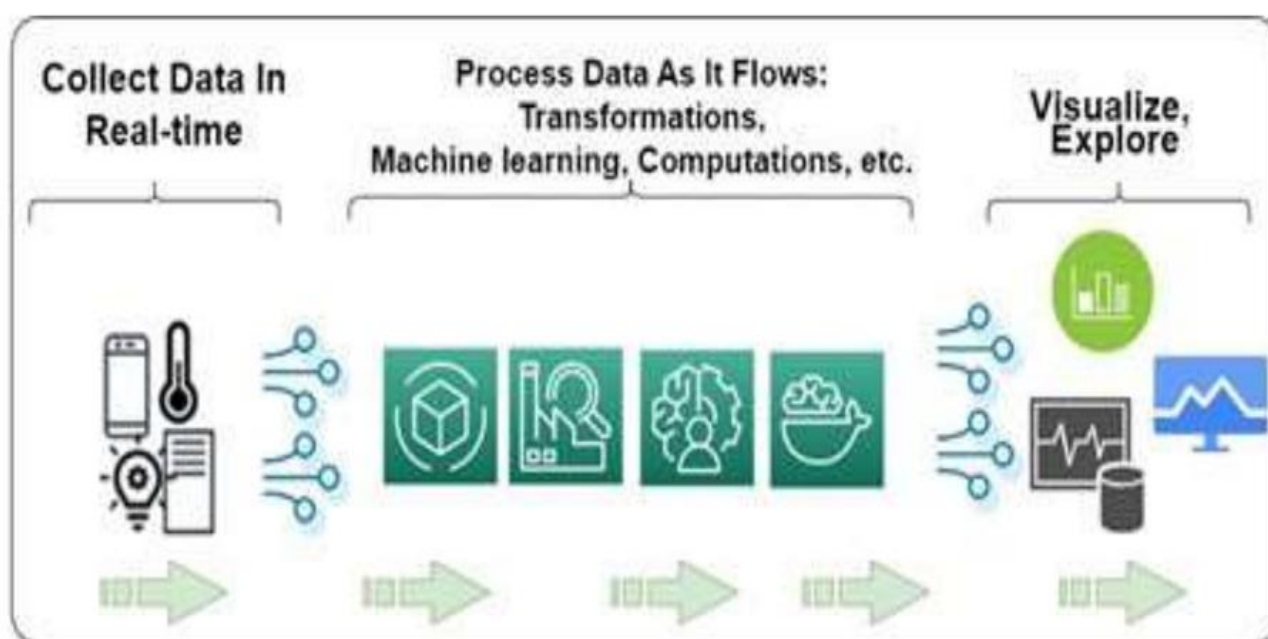 Collect Data In
Real-time
Process Data As It Flows:
Transformations,
Machine learning, Computations, etc.
Visualize,
Explore